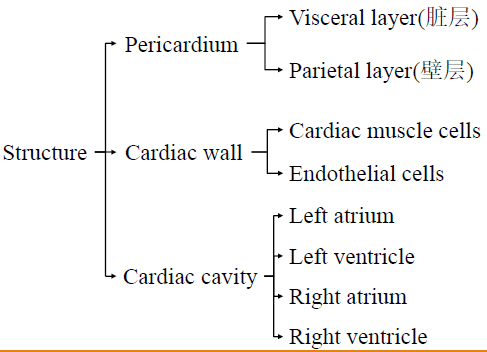 Visceral layer(脏层)
Pericardium
Parietal layer(壁层)
Cardiac muscle cells
Structure
Cardiac wall
Endothelial cells
Left atrium
Left ventricle
Cardiac cavity
Right atrium
Right ventricle